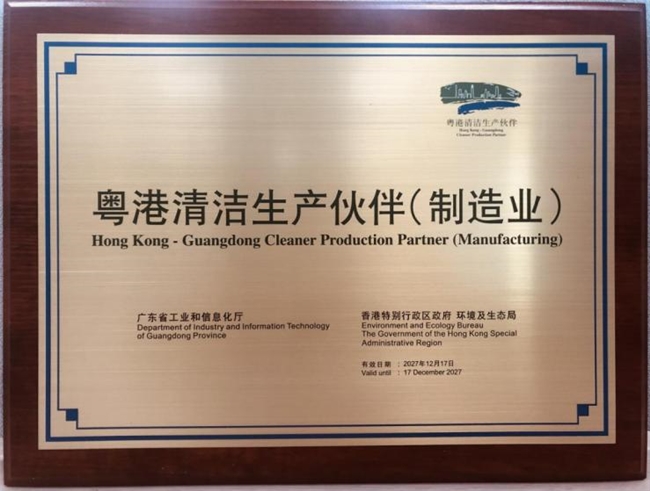 粤港清洁生产伙伴
Hong Kong - Guangdong
Cleaner Production Partner
粤港清洁生产伙伴(制造业)
Hong Kong - Guangdong Cleaner Production Partner (Manufacturing)
广东省工业和信息化厅
Department of Industry and Information Technology
of Guangdong Province
香港特别行政区政府 环境及生态局
Environment and Ecology Bureau
The Government of the Hong Kong Special
Administrative Region
有效日期 : 2027年12月17日
Valid until : 17 December 2027